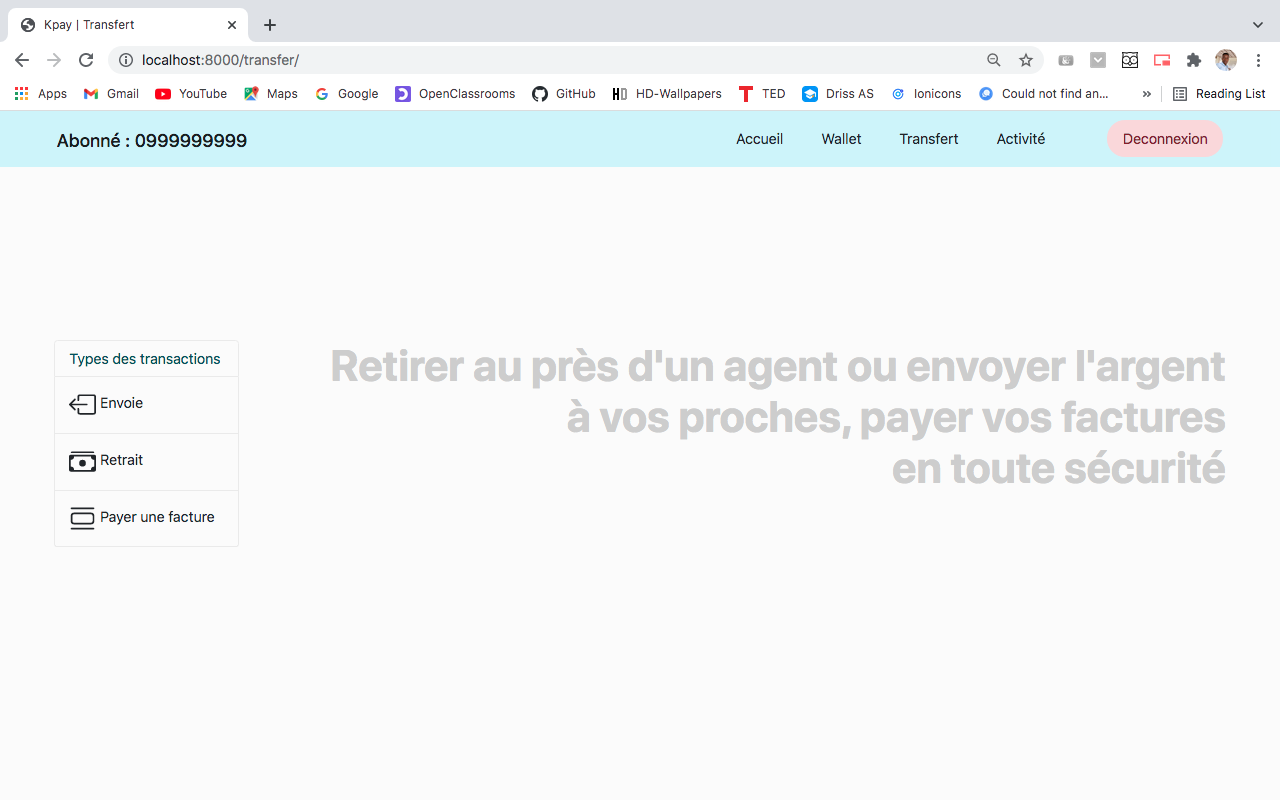 Kpay | Transfert
localhost:8000/transfer/
Apps Gmail YouTube Maps Google OpenClassrooms GitHub HD-Wallpapers TED Driss AS Ionicons Could not find an... » Reading List
Abonné : 0999999999 Accueil Wallet Transfert Activité Deconnexion
Types des transactions
Envoie
Retrait
Payer une facture
Retirer au près d'un agent ou envoyer l'argent
à vos proches, payer vos factures
en toute sécurité